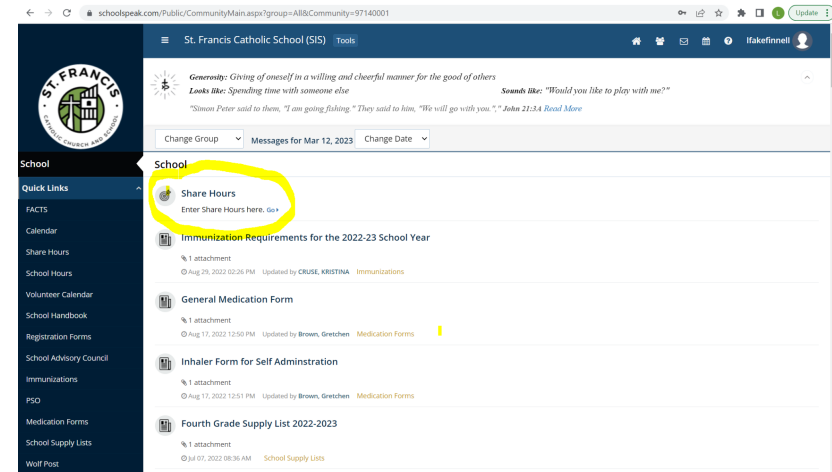 schoolspeak.com/Public/CommunityMain.aspx?group=All&Community=97140001
L
Update
St. Francis Catholic School (SIS) Tools
lfakefinnell
ST. FRANCIS
CATHOLIC CHURCH AND SCHOOL
Generosity: Giving of oneself in a willing and cheerful manner for the good of others
Looks like: Spending time with someone else Sounds like: "Would you like to play with me?"
"Simon Peter said to them, "I am going fishing." They said to him, "We will go with you."," John 21:3,4 Read More
Change Group Messages for Mar 12, 2023 Change Date
School
Quick Links
FACTS
Calendar
Share Hours
School Hours
Volunteer Calendar
School Handbook
Registration Forms
School Advisory Council
Immunizations
PSO
Medication Forms
School Supply Lists
Wolf Post
School
Share Hours
Enter Share Hours here. Go
Immunization Requirements for the 2022-23 School Year
1 attachment
Aug 29, 2022 02:26 PM Updated by CRUSE, KRISTINA Immunizations
General Medication Form
1 attachment
Aug 17, 2022 12:50 PM Updated by Brown, Gretchen Medication Forms
Inhaler Form for Self Adminstration
1 attachment
Aug 17, 2022 12:51 PM Updated by Brown, Gretchen Medication Forms
Fourth Grade Supply List 2022-2023
1 attachment
Jul 07, 2022 08:36 AM School Supply Lists